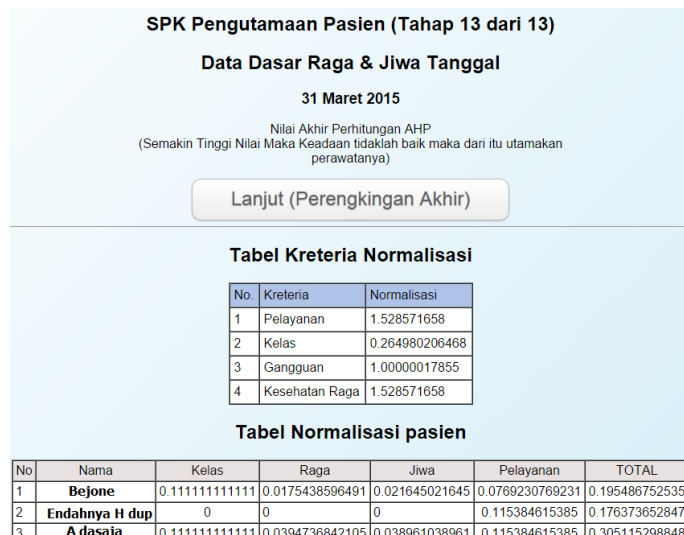 SPK Pengutamaan Pasien (Tahap 13 dari 13)
Data Dasar Raga & Jiwa Tanggal
31 Maret 2015
Nilai Akhir Perhitungan AHP
(Semakin Tinggi Nilai Maka Keadaan tidaklah baik maka dari itu utamakan
perawatanya)
Lanjut (Perengkingan Akhir)
Tabel Kreteria Normalisasi
No. Kreteria Normalisasi
1 Pelayanan 1.528571658
2 Kelas 0.264980206468
3 Gangguan 1.00000017855
4 Kesehatan Raga 1.528571658
Tabel Normalisasi pasien
No Nama Kelas Raga Jiwa Pelayanan TOTAL
1 Bejone 0.111111111111 0.0175438596491 0.021645021645 0.0769230769231 0.195486752535
2 Endahnya H dup 0 0 0 0.115384615385 0.176373652847
3 A dasaja 0.111111111111 0.0394736842105 0.038961038961 0.115384615385 0.305115298848